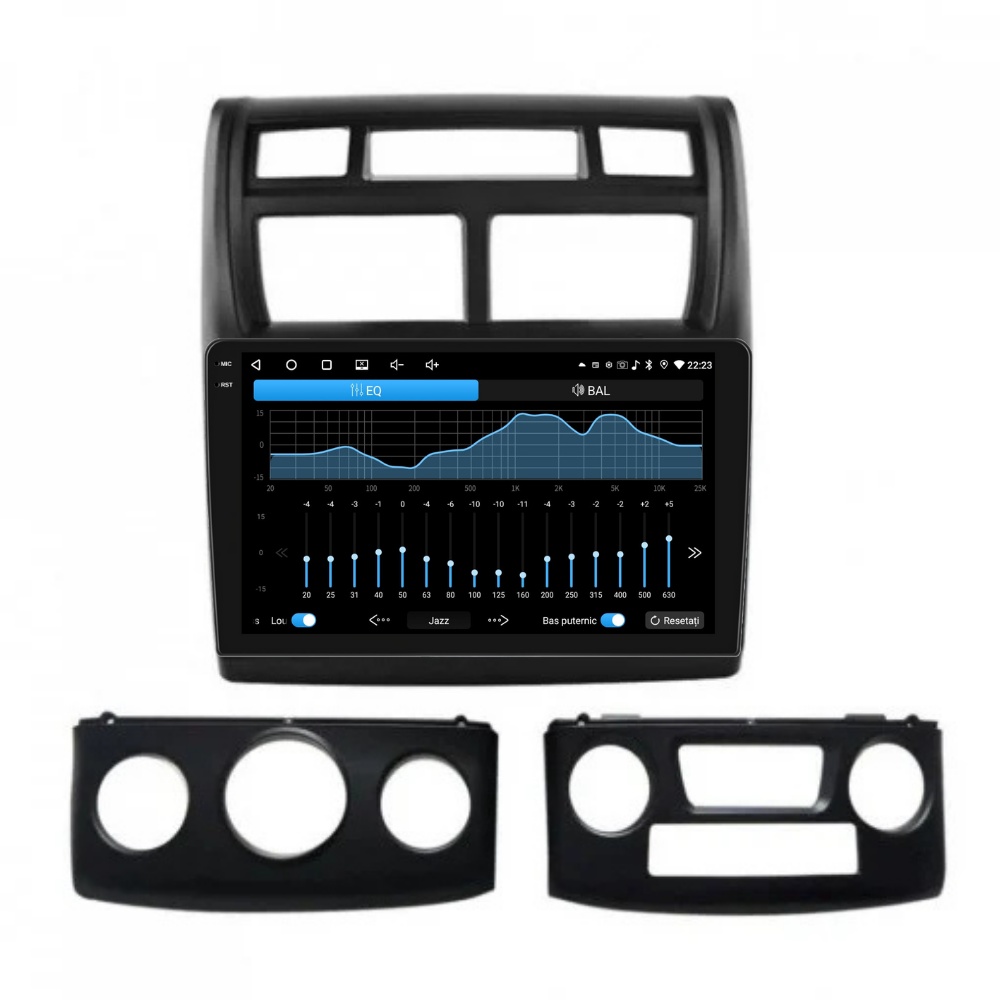 MIC
RST
22:23
EQ
BAL
15
0
-15
20 50 100 200 500 1K 2K 5K 10K 25K
-4 -4 -3 -1 0 -4 -6 -10 -10 -11 -4 -3 -2 -2 +2 +5
15
0
-15
20 25 31 40 50 63 80 100 125 160 200 250 315 400 500 630
s Lou Jazz Bas puternic Resetați